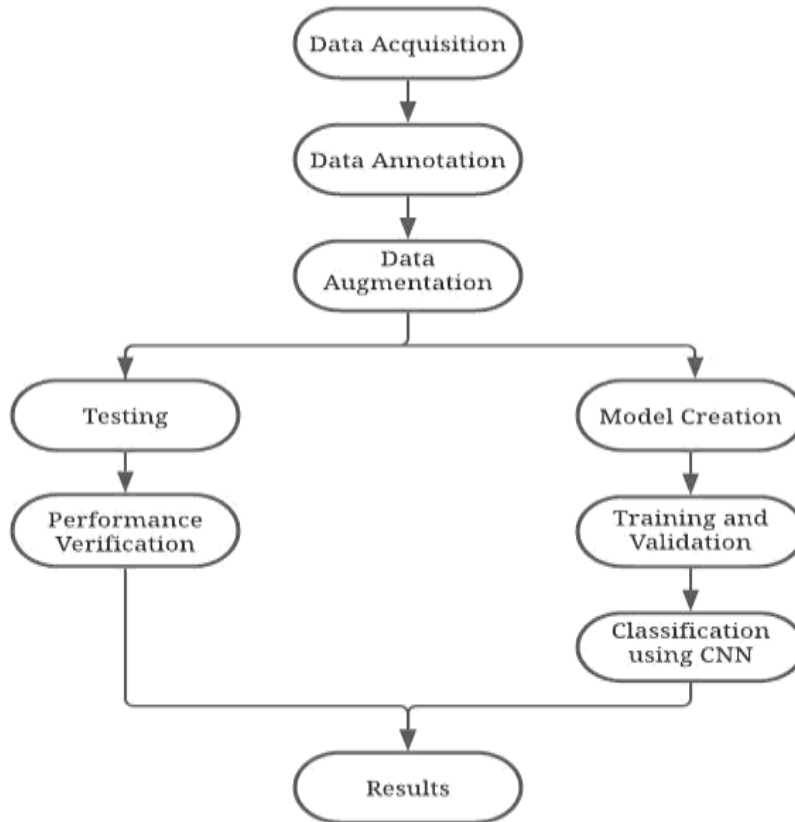 Data Acquisition
Data Annotation
Data
Augmentation
Testing
Model Creation
Performance
Verification
Training and
Validation
Classification
using CNN
Results